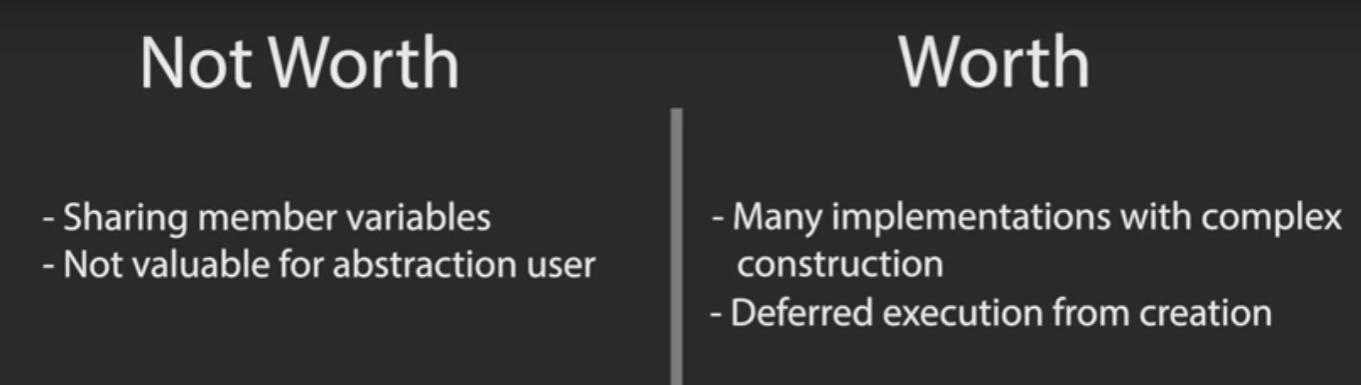 Not Worth
- Sharing member variables
- Not valuable for abstraction user
Worth
- Many implementations with complex
construction
- Deferred execution from creation